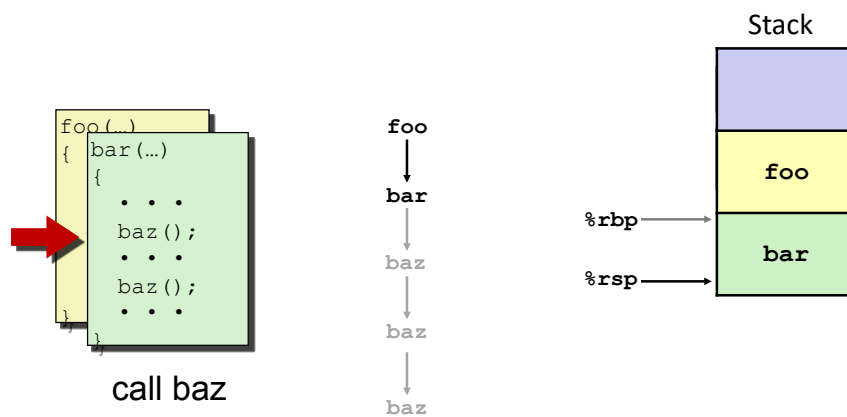 Stack
foo(…)
{
}
bar(…)
{
• • •
baz();
• • •
baz();
• • •
}
call baz
foo
bar
baz
baz
baz
%rbp
%rsp
foo
bar